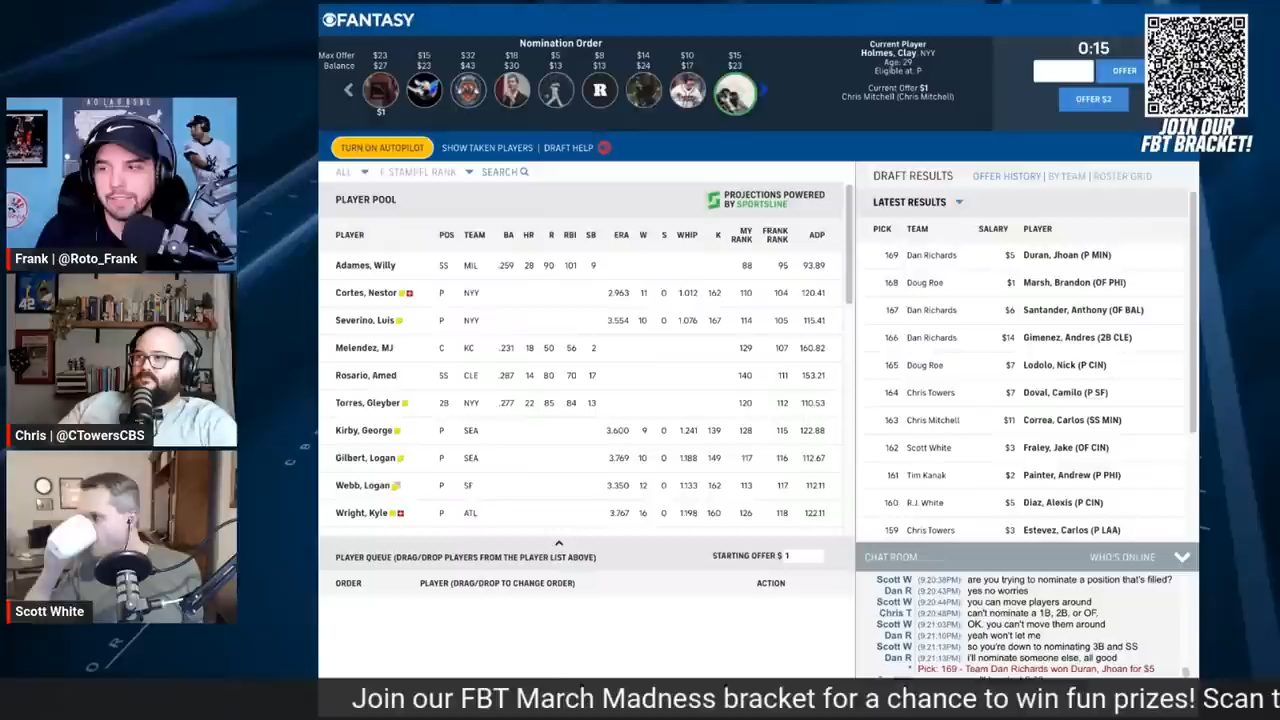 FANTASY
Nomination Order
Max Offer $23 $15 $32 $18 $5 $8 $14 $10 $15
Balance $27 $23 $43 $30 $13 $13 $24 $17 $23
R
$1
Current Player
Holmes, Clay, NYY
Age: 29
Eligible at: P
Current Offer $1
Chris Mitchell (Chris Mitchell)
0:15
OFFER
OFFER $2
JOIN OUR
FBT BRACKET!
TURN ON AUTOPILOT SHOW TAKEN PLAYERS | DRAFT HELP
ALL F STAMPFL RANK SEARCH
PLAYER POOL
PROJECTIONS POWERED
BY SPORTSLINE
PLAYER POS TEAM BA HR R RBI SB ERA W S WHIP K MY RANK FRANK RANK ADP
Adames, Willy SS MIL .259 28 90 101 9 88 95 93.89
Cortes, Nestor P NYY 2.963 11 0 1.012 162 110 104 120.41
Severino, Luis P NYY 3.554 10 0 1.076 167 114 105 115.41
Melendez, MJ C KC .231 18 50 56 2 129 107 160.82
Rosario, Amed SS CLE .287 14 80 70 17 140 111 153.21
Torres, Gleyber 2B NYY .277 22 85 84 13 120 112 110.53
Kirby, George P SEA 3.600 9 0 1.241 139 128 115 122.88
Gilbert, Logan P SEA 3.769 10 0 1.188 149 117 116 112.67
Webb, Logan P SF 3.350 12 0 1.133 162 113 117 112.11
Wright, Kyle P ATL 3.767 16 0 1.198 160 126 118 122.11
PLAYER QUEUE (DRAG/DROP PLAYERS FROM THE PLAYER LIST ABOVE) STARTING OFFER $ 1
ORDER PLAYER (DRAG/DROP TO CHANGE ORDER) ACTION
DRAFT RESULTS OFFER HISTORY | BY TEAM | ROSTER GRID
LATEST RESULTS
PICK TEAM SALARY PLAYER
169 Dan Richards $5 Duran, Jhoan (P MIN)
168 Doug Roe $1 Marsh, Brandon (OF PHI)
167 Dan Richards $6 Santander, Anthony (OF BAL)
166 Dan Richards $14 Gimenez, Andres (2B CLE)
165 Doug Roe $7 Lodolo, Nick (P CIN)
164 Chris Towers $7 Doval, Camilo (P SF)
163 Chris Mitchell $11 Correa, Carlos (SS MIN)
162 Scott White $3 Fraley, Jake (OF CIN)
161 Tim Kanak $2 Painter, Andrew (P PHI)
160 R.J. White $5 Diaz, Alexis (P CIN)
159 Chris Towers $3 Estevez, Carlos (P LAA)
CHAT ROOM WHO'S ONLINE
Scott W (9:20:38PM): are you trying to nominate a position that's filled?
Dan R (9:20:43PM): yes no worries
Scott W (9:20:44PM): you can move players around
Chris T (9:20:48PM): can't nominate a 1B, 2B, or OF.
Scott W (9:21:03PM): OK. you can't move them around
Dan R (9:21:10PM): yeah won't let me
Scott W (9:21:13PM): so you're down to nominating 3B and SS
Dan R (9:21:13PM): i'll nominate someone else, all good
* Pick: 169 - Team Dan Richards won Duran, Jhoan for $5
Frank | @Roto_Frank
Chris | @CTowersCBS
Scott White
Join our FBT March Madness bracket for a chance to win fun prizes! Scan t